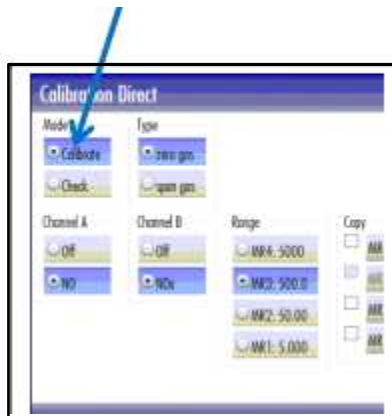 Calibration Direct
Mode Type
Calibrate zero gas
Check span gas
Channel A Channel B Range Copy
Off Off MR4: 5000
NO NOx MR3: 500.0
MR2: 50.00
MR1: 5.000